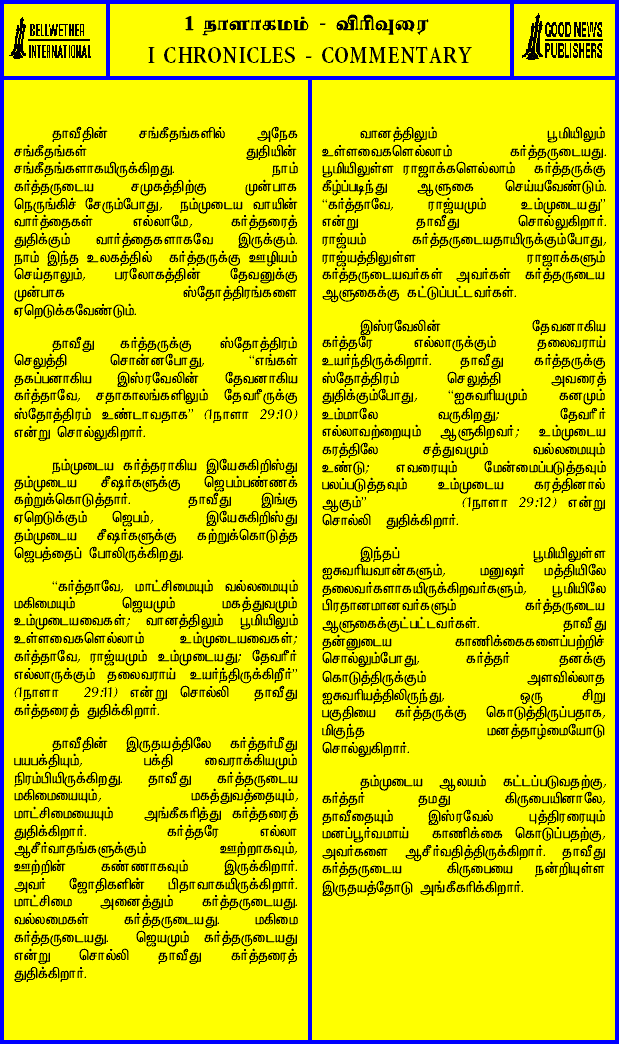 BELLWETHER
INTERNATIONAL
1 நாளாகமம் - விரிவுரை
I CHRONICLES - COMMENTARY
GOOD NEWS
PUBLISHERS
தாவீதின் சங்கீதங்களில் அநேக
சங்கீதங்கள் துதியின்
சங்கீதங்களாகயிருக்கிறது. நாம்
கர்த்தருடைய சமுகத்திற்கு முன்பாக
நெருங்கிச் சேரும்போது, நம்முடைய வாயின்
வார்த்தைகள் எல்லாமே, கர்த்தரைத்
துதிக்கும் வார்த்தைகளாகவே இருக்கும்.
நாம் இந்த உலகத்தில் கர்த்தருக்கு ஊழியம்
செய்தாலும், பரலோகத்தின் தேவனுக்கு
முன்பாக ஸ்தோத்திரங்களை
ஏறெடுக்கவேண்டும்.
தாவீது கர்த்தருக்கு ஸ்தோத்திரம்
செலுத்தி சொன்னபோது, "எங்கள்
தகப்பனாகிய இஸ்ரவேலின் தேவனாகிய
கர்த்தாவே, சதாகாலங்களிலும் தேவரீருக்கு
ஸ்தோத்திரம் உண்டாவதாக" (1நாளா 29:10)
என்று சொல்லுகிறார்.
நம்முடைய கர்த்தராகிய இயேசுகிறிஸ்து
தம்முடைய சீஷர்களுக்கு ஜெபம்பண்ணக்
கற்றுக்கொடுத்தார். தாவீது இங்கு
ஏறெடுக்கும் ஜெபம், இயேசுகிறிஸ்து
தம்முடைய சீஷர்களுக்கு கற்றுக்கொடுத்த
ஜெபத்தைப் போலிருக்கிறது.
"கர்த்தாவே, மாட்சிமையும் வல்லமையும்
மகிமையும் ஜெயமும் மகத்துவமும்
உம்முடையவைகள்; வானத்திலும் பூமியிலும்
உள்ளவைகளெல்லாம் உம்முடையவைகள்;
கர்த்தாவே, ராஜ்யமும் உம்முடையது; தேவரீர்
எல்லாருக்கும் தலைவராய் உயர்ந்திருக்கிறீர்"
(1நாளா 29:11) என்று சொல்லி தாவீது
கர்த்தரைத் துதிக்கிறார்.
தாவீதின் இருதயத்திலே கர்த்தர்மீது
பயபக்தியும், பக்தி வைராக்கியமும்
நிரம்பியிருக்கிறது. தாவீது கர்த்தருடைய
மகிமையையும், மகத்துவத்தையும்,
மாட்சிமையையும் அங்கீகரித்து கர்த்தரைத்
துதிக்கிறார். கர்த்தரே எல்லா
ஆசீர்வாதங்களுக்கும் ஊற்றாகவும்,
ஊற்றின் கண்ணாகவும் இருக்கிறார்.
அவர் ஜோதிகளின் பிதாவாகயிருக்கிறார்.
மாட்சிமை அனைத்தும் கர்த்தருடையது.
வல்லமைகள் கர்த்தருடையது. மகிமை
கர்த்தருடையது. ஜெயமும் கர்த்தருடையது
என்று சொல்லி தாவீது கர்த்தரைத்
துதிக்கிறார்.
வானத்திலும் பூமியிலும்
உள்ளவைகளெல்லாம் கர்த்தருடையது.
பூமியிலுள்ள ராஜாக்களெல்லாம் கர்த்தருக்கு
கீழ்ப்படிந்து ஆளுகை செய்யவேண்டும்.
"கர்த்தாவே, ராஜ்யமும் உம்முடையது"
என்று தாவீது சொல்லுகிறார்.
ராஜ்யம் கர்த்தருடையதாயிருக்கும்போது,
ராஜ்யத்திலுள்ள ராஜாக்களும்
கர்த்தருடையவர்கள் அவர்கள் கர்த்தருடைய
ஆளுகைக்கு கட்டுப்பட்டவர்கள்.
இஸ்ரவேலின் தேவனாகிய
கர்த்தரே எல்லாருக்கும் தலைவராய்
உயர்ந்திருக்கிறார். தாவீது கர்த்தருக்கு
ஸ்தோத்திரம் செலுத்தி அவரைத்
துதிக்கும்போது, "ஐசுவரியமும் கனமும்
உம்மாலே வருகிறது; தேவரீர்
எல்லாவற்றையும் ஆளுகிறவர்; உம்முடைய
கரத்திலே சத்துவமும் வல்லமையும்
உண்டு; எவரையும் மேன்மைப்படுத்தவும்
பலப்படுத்தவும் உம்முடைய கரத்தினால்
ஆகும்" (1நாளா 29:12) என்று
சொல்லி துதிக்கிறார்.
இந்தப் பூமியிலுள்ள
ஐசுவரியவான்களும், மனுஷர் மத்தியிலே
தலைவர்களாகயிருக்கிறவர்களும், பூமியிலே
பிரதானமானவர்களும் கர்த்தருடைய
ஆளுகைக்குட்பட்டவர்கள். தாவீது
தன்னுடைய காணிக்கைகளைப்பற்றிச்
சொல்லும்போது, கர்த்தர் தனக்கு
கொடுத்திருக்கும் அளவில்லாத
ஐசுவரியத்திலிருந்து, ஒரு சிறு
பகுதியை கர்த்தருக்கு கொடுத்திருப்பதாக,
மிகுந்த மனத்தாழ்மையோடு
சொல்லுகிறார்.
தம்முடைய ஆலயம் கட்டப்படுவதற்கு,
கர்த்தர் தமது கிருபையினாலே,
தாவீதையும் இஸ்ரவேல் புத்திரரையும்
மனப்பூர்வமாய் காணிக்கை கொடுப்பதற்கு,
அவர்களை ஆசீர்வதித்திருக்கிறார். தாவீது
கர்த்தருடைய கிருபையை நன்றியுள்ள
இருதயத்தோடு அங்கீகரிக்கிறார்.